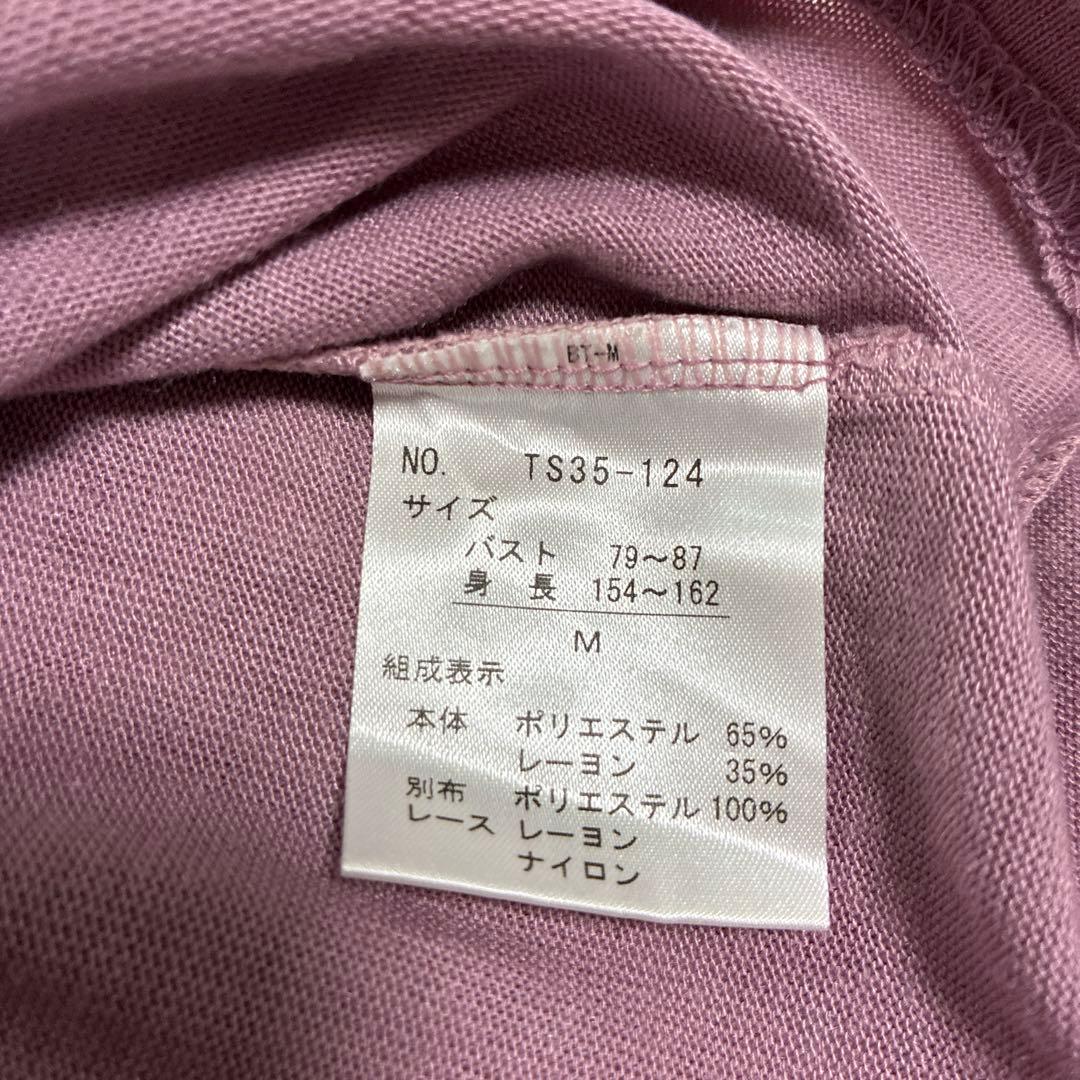 BT-M
NO. TS35-124
サイズ
バスト 79〜87
身 長 154〜162
M
組成表示
本体 ポリエステル 65%
レーヨン 35%
別布 ポリエステル 100%
レース レーヨン
ナイロン